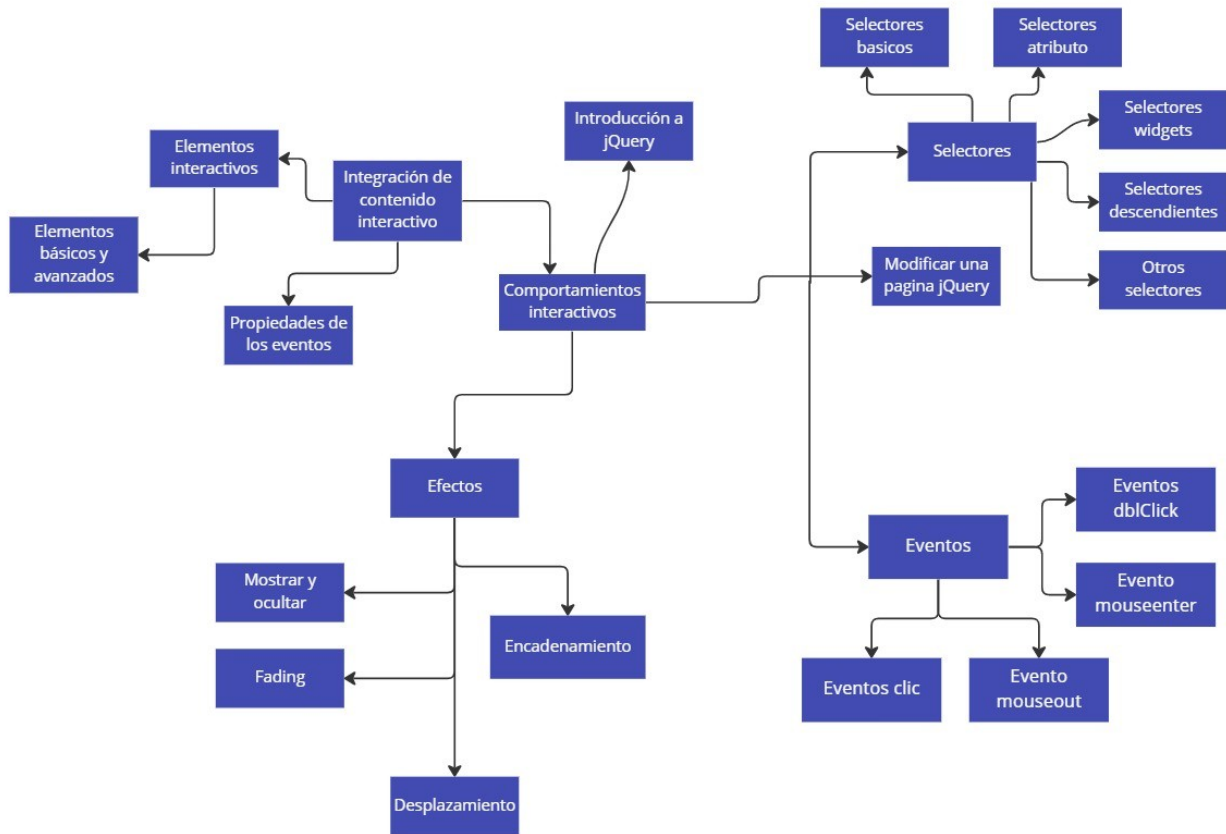 Selectores
basicos
Selectores
atributo
Introducción a
jQuery
Selectores
widgets
Elementos
interactivos
Integración de
contenido
interactivo
Selectores
Selectores
descendientes
Elementos
básicos y
avanzados
Modificar una
pagina jQuery
Otros
selectores
Comportamientos
interactivos
Propiedades de
los eventos
Efectos
Eventos
dblClick
Eventos
Mostrar y
ocultar
Evento
mouseenter
Encadenamiento
Fading
Eventos clic
Evento
mouseout
Desplazamiento